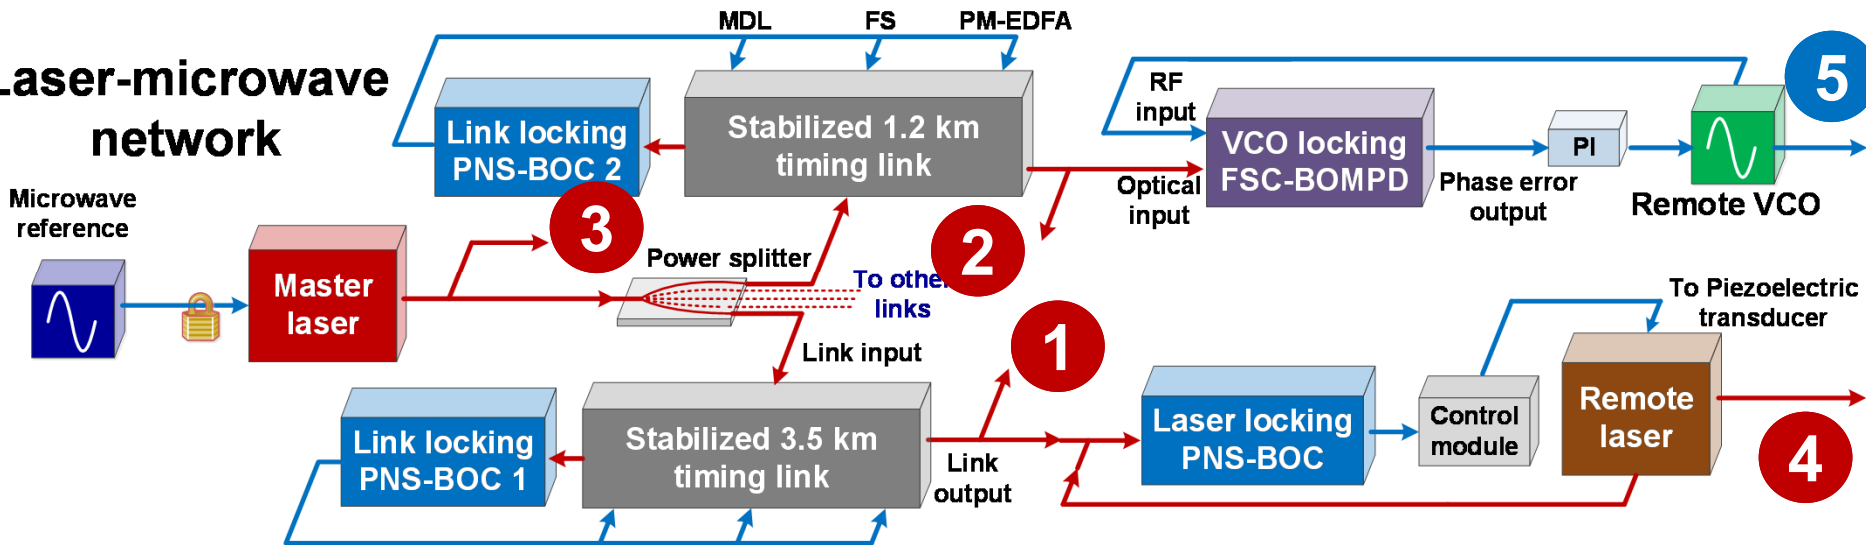 MDL
FS
PM-EDFA
Laser-microwave
network
Link locking
PNS-BOC 2
Stabilized 1.2 km
timing link
RF
input
VCO locking
FSC-BOMPD
PI
5
Optical
input
Phase error
output
Remote VCO
Microwave
reference
3
2
Master
laser
Power splitter
To other
links
Link input
1
To Piezoelectric
transducer
Link locking
PNS-BOC 1
Stabilized 3.5 km
timing link
Link
output
Laser locking
PNS-BOC
Control
module
Remote
laser
4